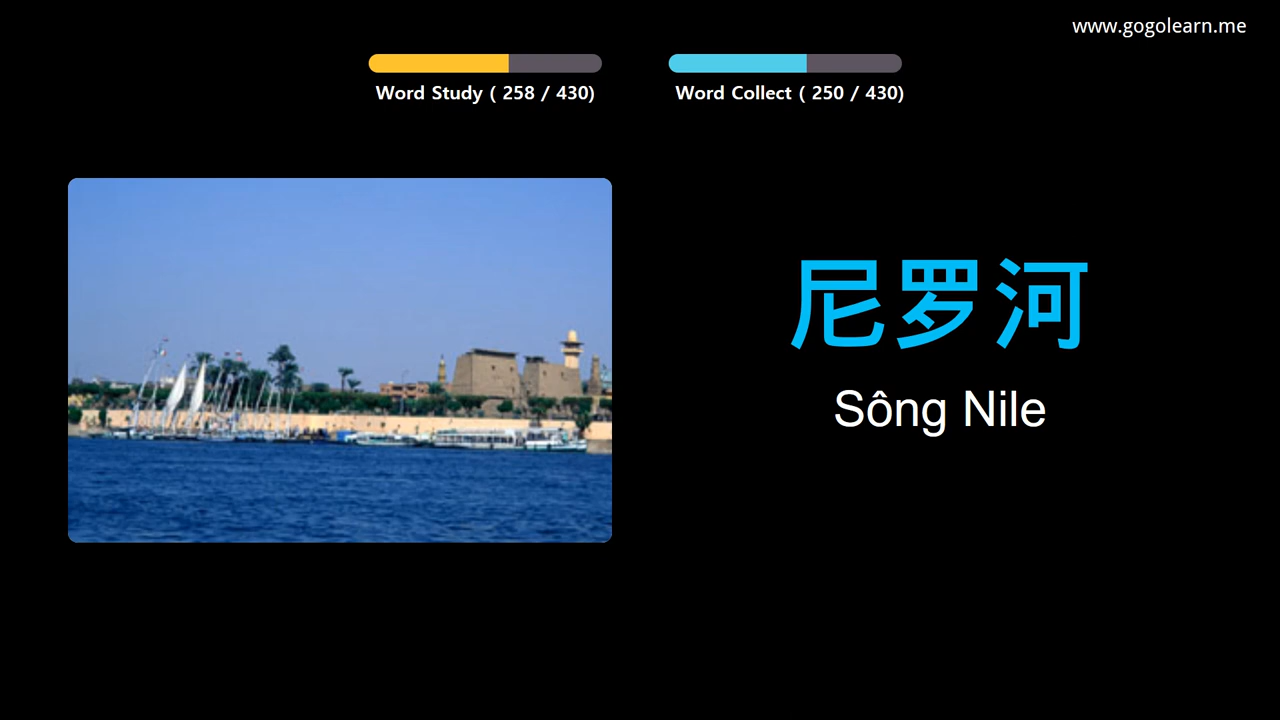 www.gogolearn.me
Word Study ( 258 / 430)
Word Collect ( 250 / 430)
尼罗河
Sông Nile